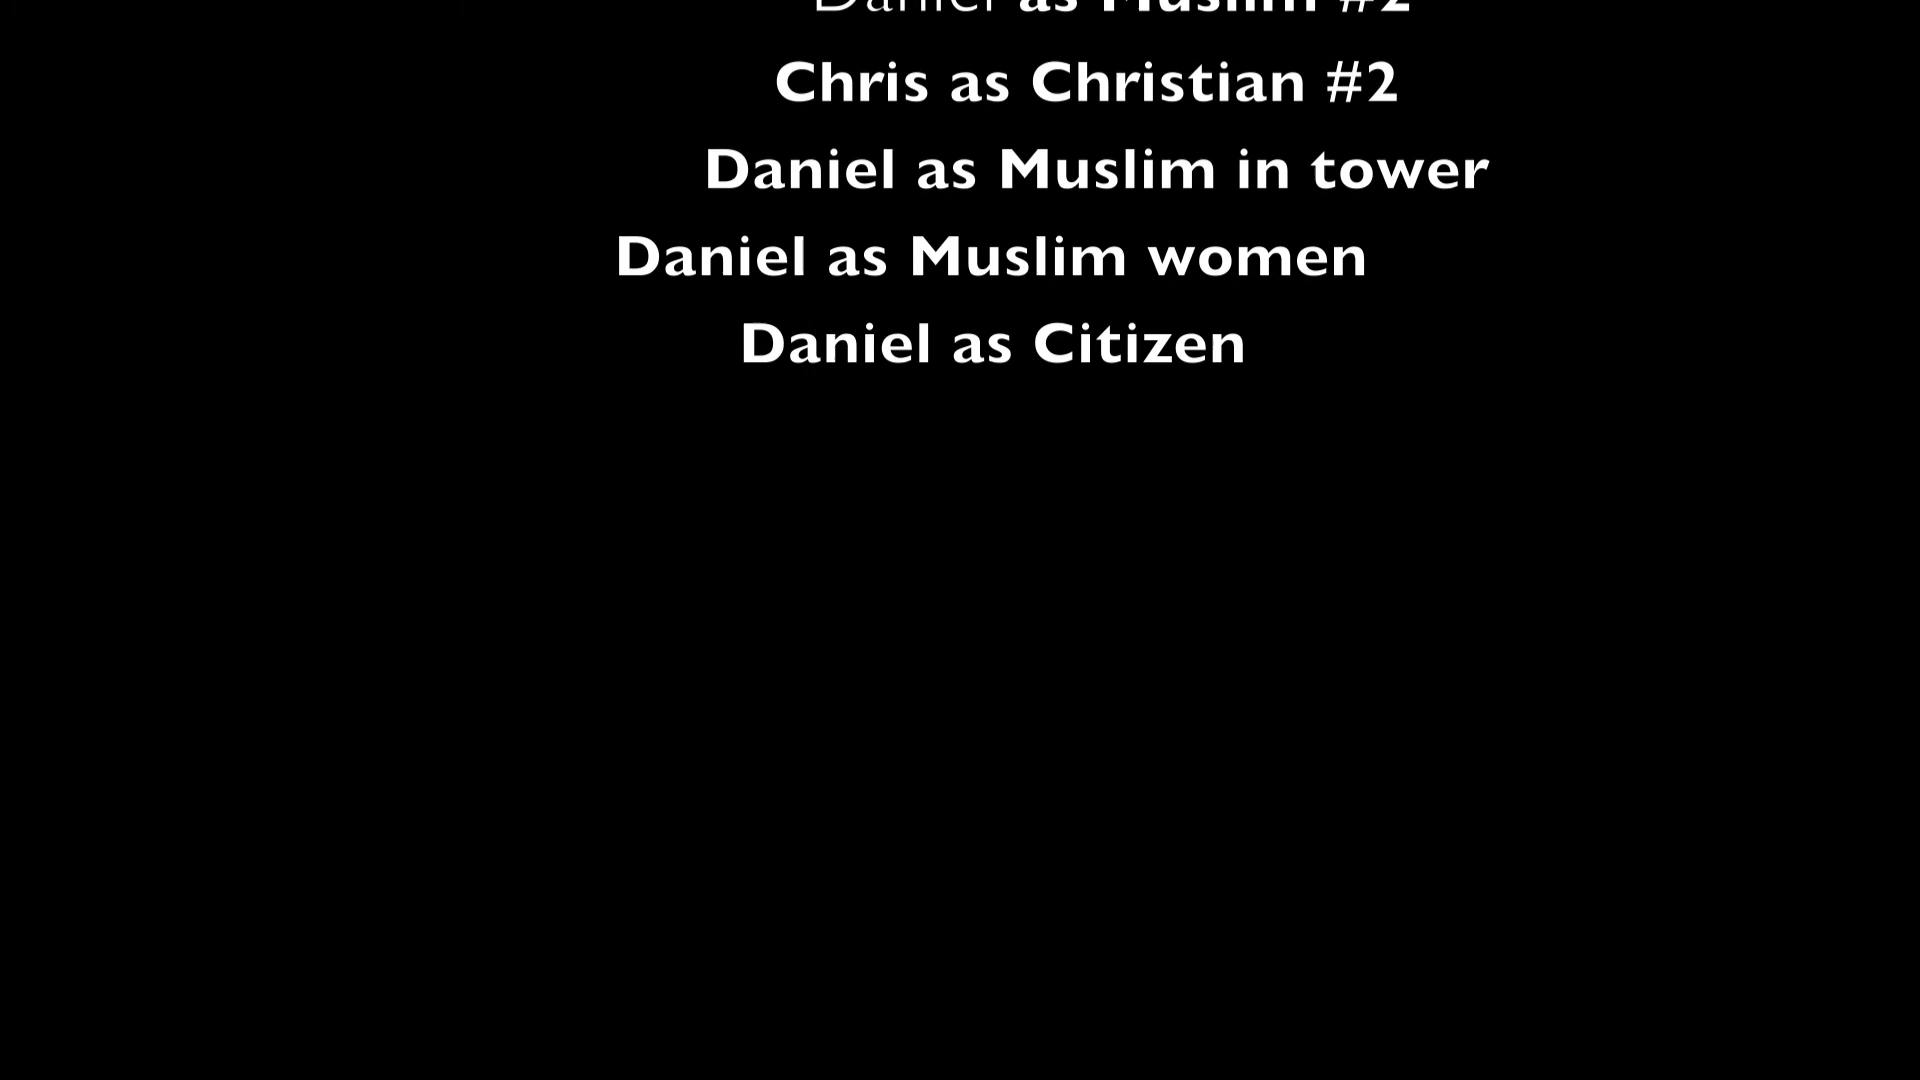 Daniel as Muslim #2
Chris as Christian #2
Daniel as Muslim in tower
Daniel as Muslim women
Daniel as Citizen